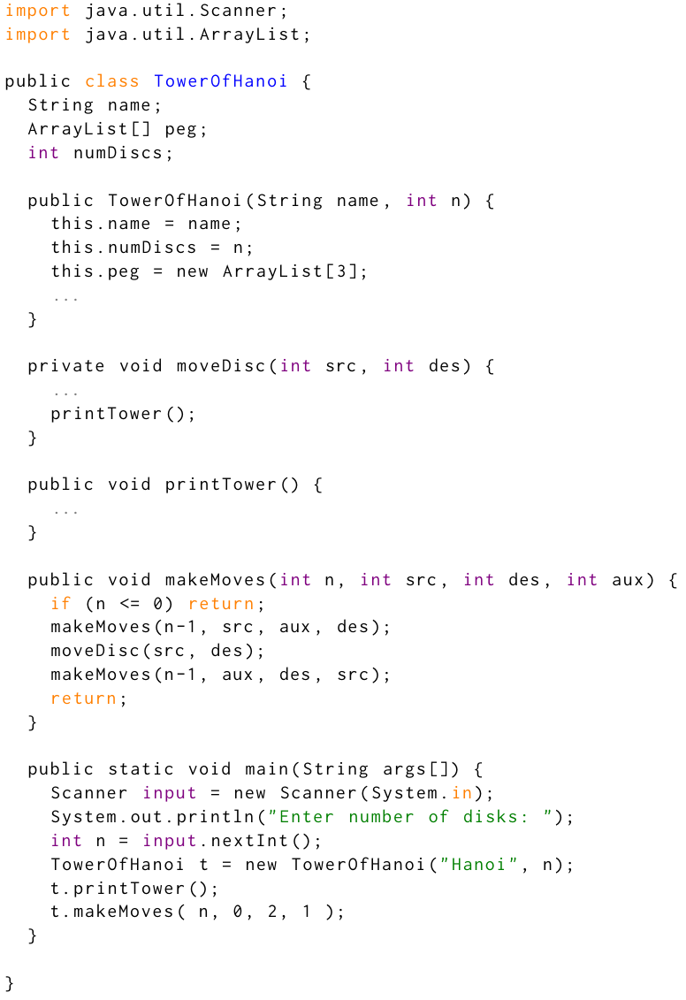 import java.util.Scanner;
import java.util.ArrayList;

public class TowerOfHanoi {
  String name;
  ArrayList[] peg;
  int numDiscs;

  public TowerOfHanoi(String name, int n) {
    this.name = name;
    this.numDiscs = n;
    this.peg = new ArrayList[3];
    ...
  }

  private void moveDisc(int src, int des) {
    ...
    printTower();
  }

  public void printTower() {
    ...
  }

  public void makeMoves(int n, int src, int des, int aux) {
    if (n <= 0) return;
    makeMoves(n-1, src, aux, des);
    moveDisc(src, des);
    makeMoves(n-1, aux, des, src);
    return;
  }

  public static void main(String args[]) {
    Scanner input = new Scanner(System.in);
    System.out.println("Enter number of disks: ");
    int n = input.nextInt();
    TowerOfHanoi t = new TowerOfHanoi("Hanoi", n);
    t.printTower();
    t.makeMoves( n, 0, 2, 1 );
  }

}